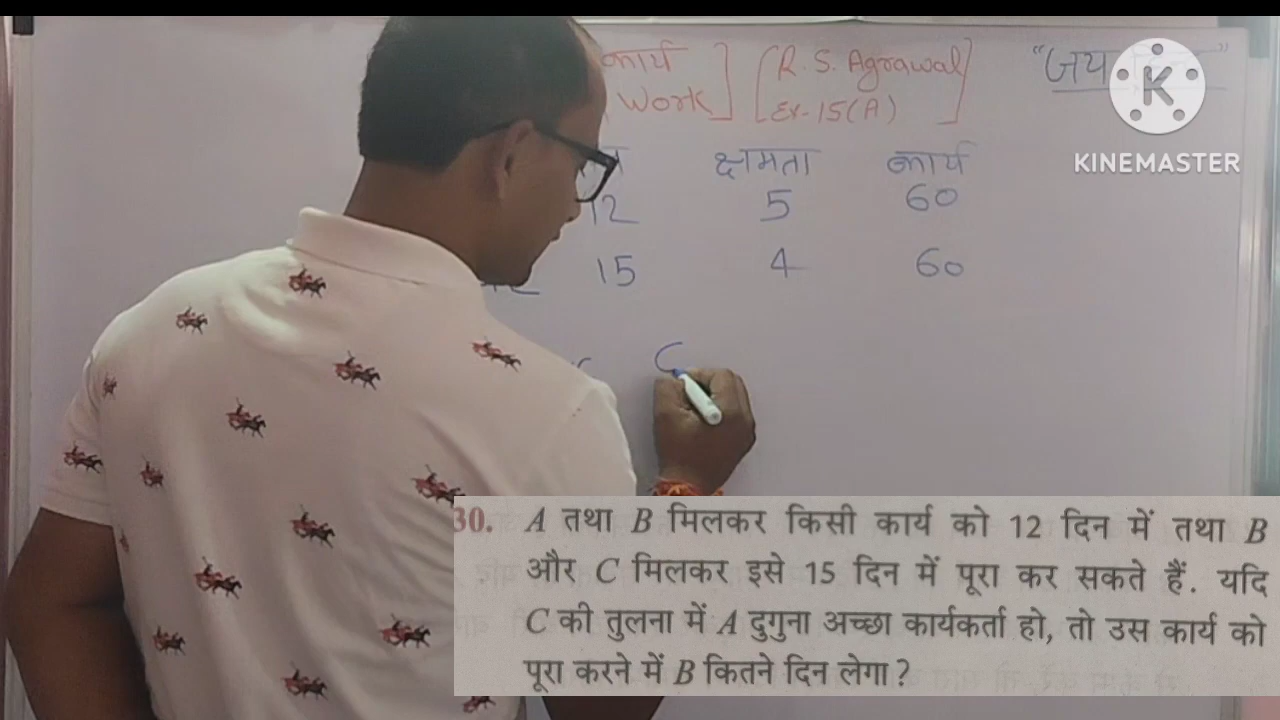 कार्य
[R. S. Agrawal]
"जय
Work]
Ex-15(A)
KINEMASTER
क्षमता कार्य
12 5 60
15 4 60
C
30. A तथा B मिलकर किसी कार्य को 12 दिन में तथा B
और C मिलकर इसे 15 दिन में पूरा कर सकते हैं. यदि
C की तुलना में A दुगुना अच्छा कार्यकर्ता हो, तो उस कार्य को
पूरा करने में B कितने दिन लेगा?